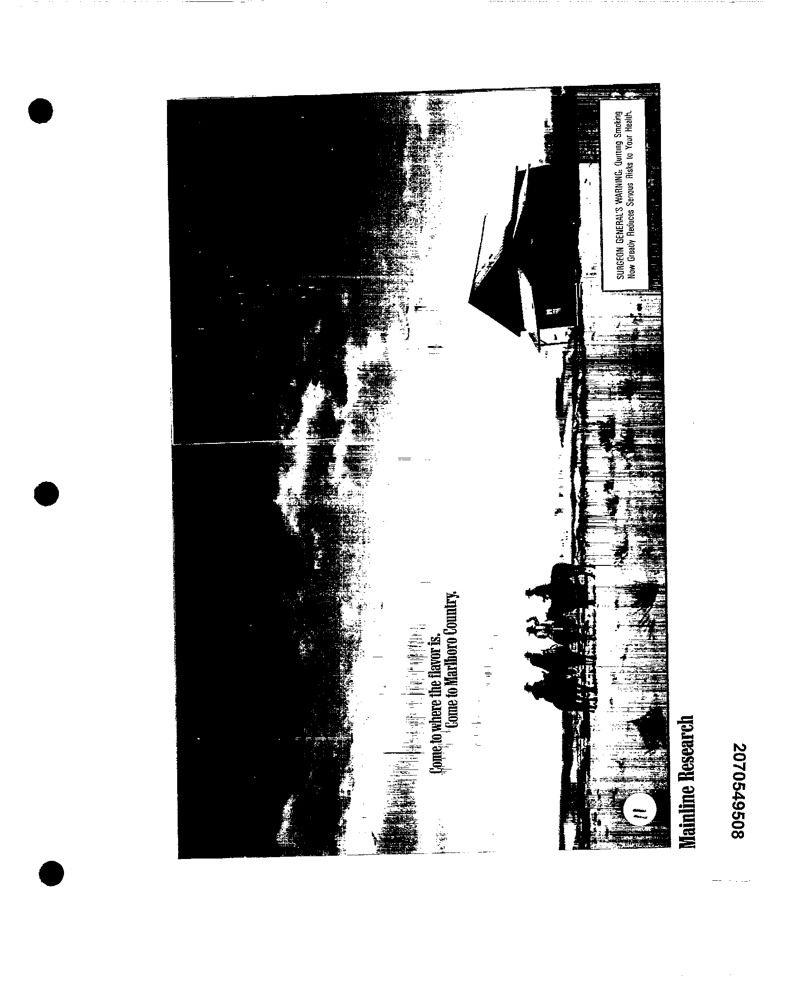 Come to where the flavor is.
Come to Marlboro Country.
SURGEON GENERAL'S WARNING: Quitting Smoking
Now Greatly Reduces Serious Risks to Your Health.
11
Mainline Research
2070549508